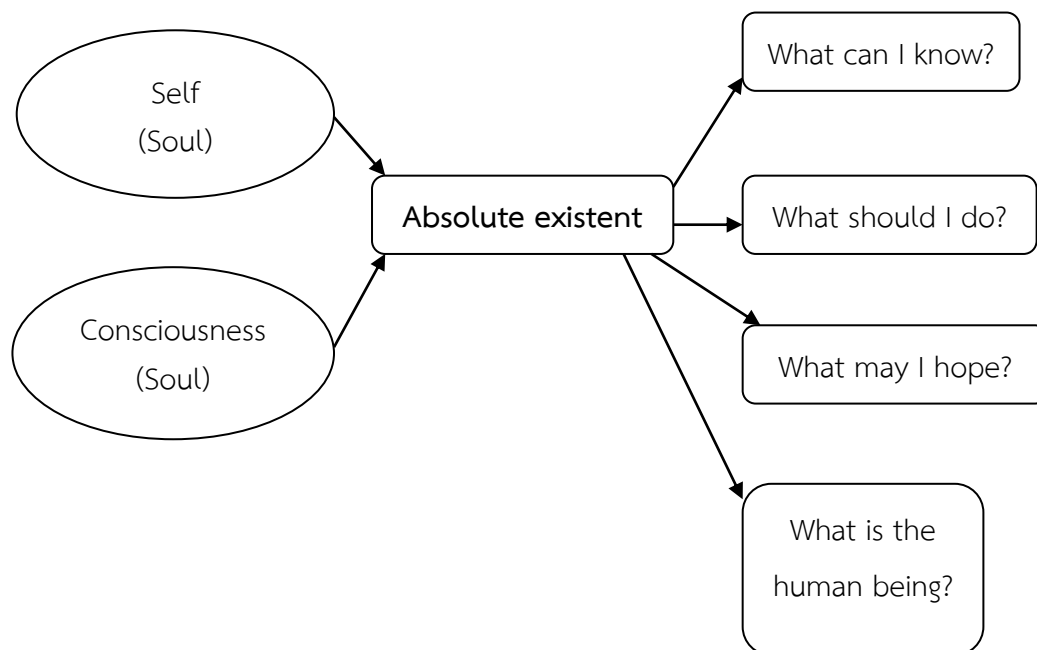 Self
(Soul)
Consciousness
(Soul)
Absolute existent
What can I know?
What should I do?
What may I hope?
What is the
human being?